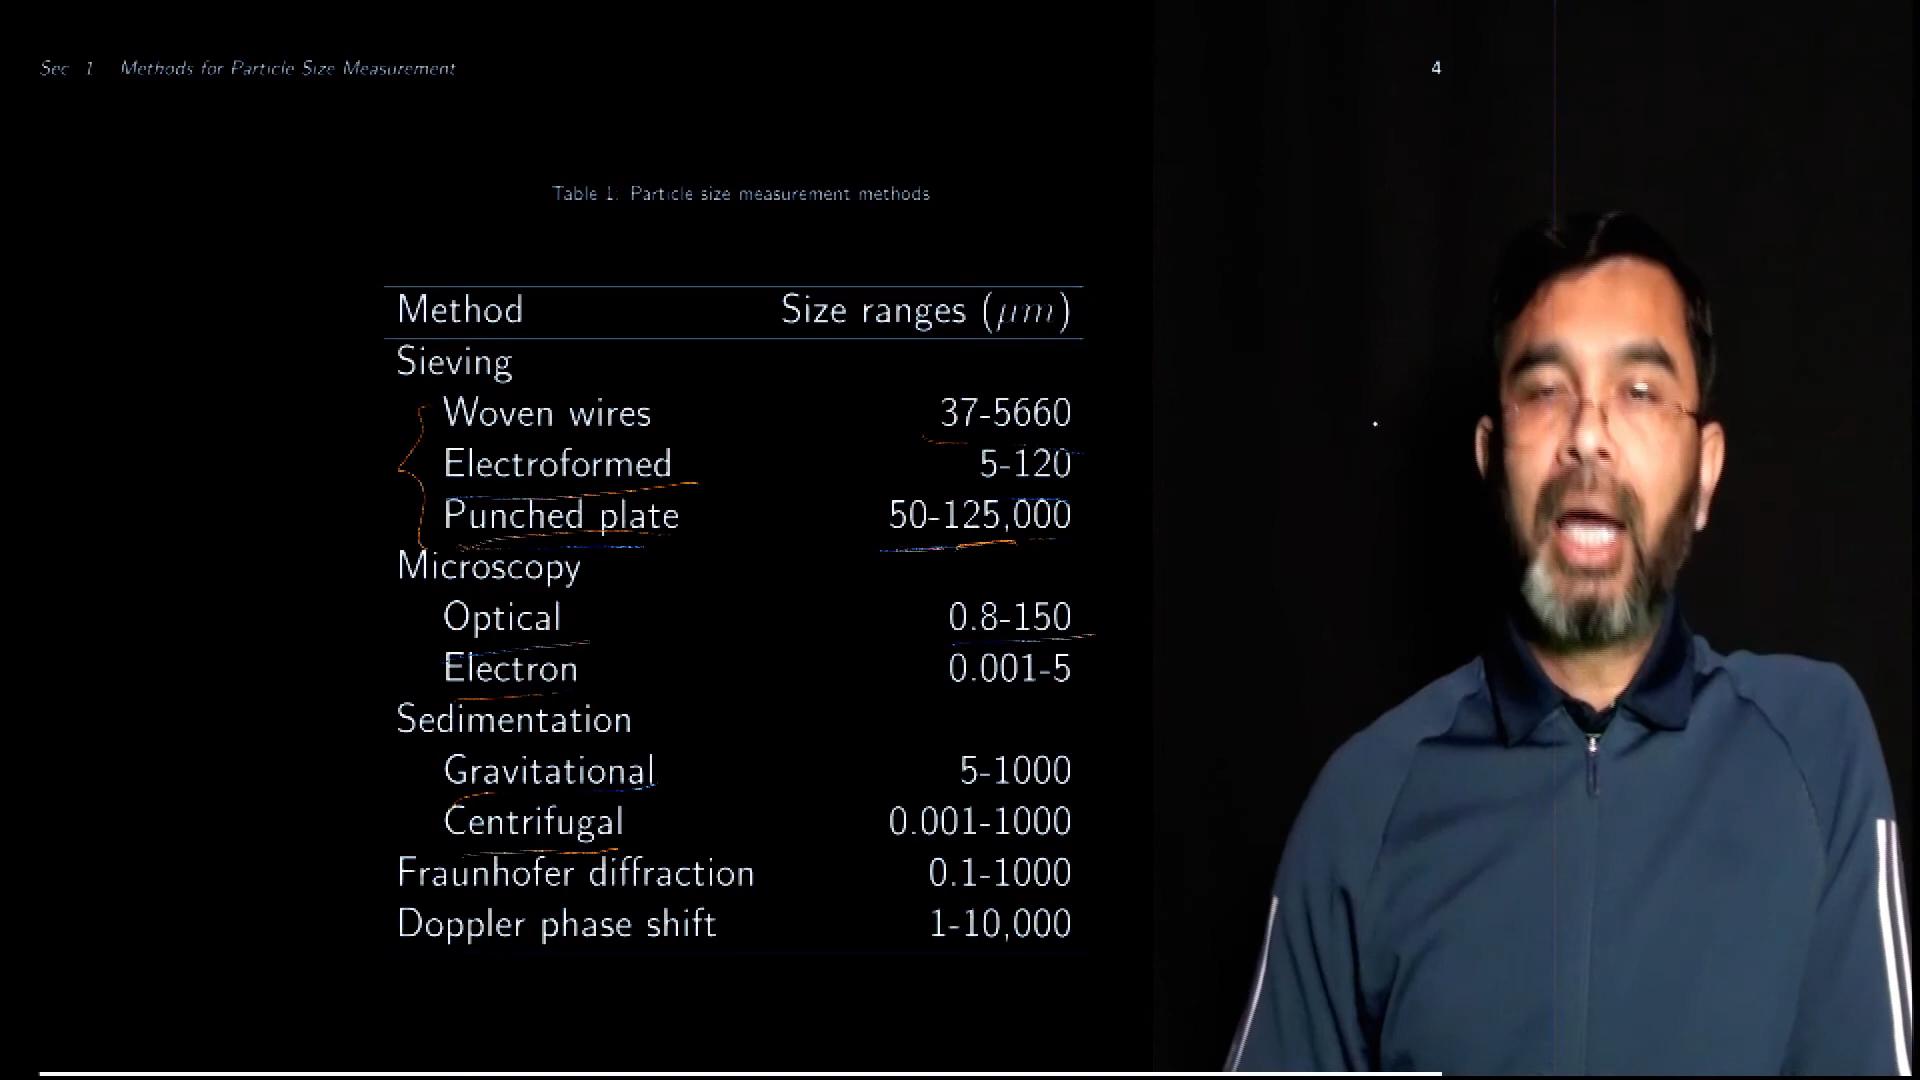 Sec 1 Methods for Particle Size Measurement 4
Table 1: Particle size measurement methods
Method Size ranges (μm)
Sieving
Woven wires 37-5660
Electroformed 5-120
Punched plate 50-125,000
Microscopy
Optical 0.8-150
Electron 0.001-5
Sedimentation
Gravitational 5-1000
Centrifugal 0.001-1000
Fraunhofer diffraction 0.1-1000
Doppler phase shift 1-10,000